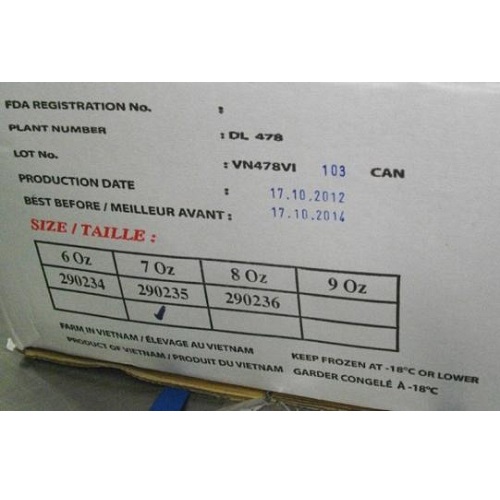 FDA REGISTRATION No. :
PLANT NUMBER : DL 478
LOT No. : VN478VI 103 CAN
PRODUCTION DATE : 17.10.2012
BEST BEFORE / MEILLEUR AVANT : 17.10.2014
SIZE / TAILLE :
6 Oz 7 Oz 8 Oz 9 Oz
290234 290235 290236
FARM IN VIETNAM / ÉLEVAGE AU VIETNAM
PRODUCT OF VIETNAM / PRODUIT DU VIETNAM
KEEP FROZEN AT -18°C OR LOWER
GARDER CONGELÉ À -18°C